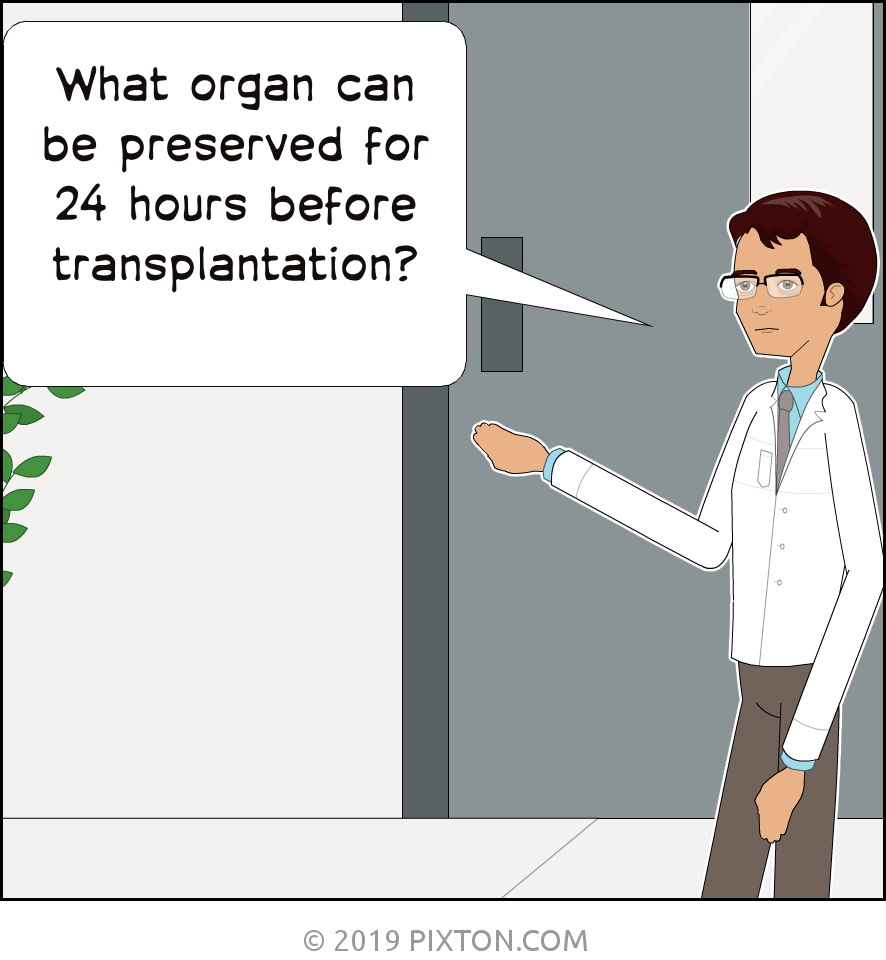 What organ can
be preserved for
24 hours before
transplantation?
© 2019 PIXTON.COM